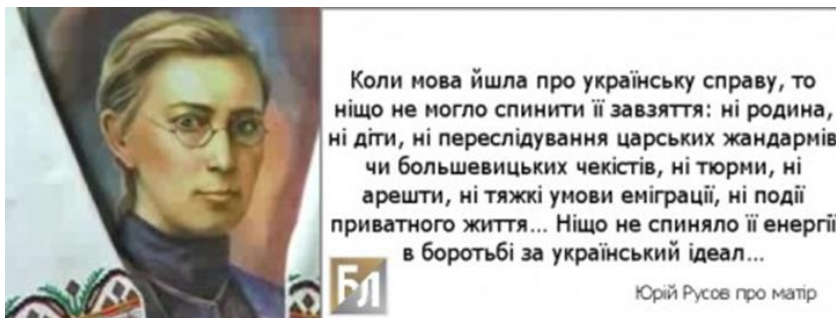 Коли мова йшла про українську справу, то
ніщо не могло спинити її завзяття: ні родина,
ні діти, ні переслідування царських жандармів
чи большевицьких чекістів, ні тюрми, ні
арешти, ні тяжкі умови еміграції, ні події
приватного життя... Ніщо не спиняло її енергії
в боротьбі за український ідеал...
БЛ
Юрій Русов про матір